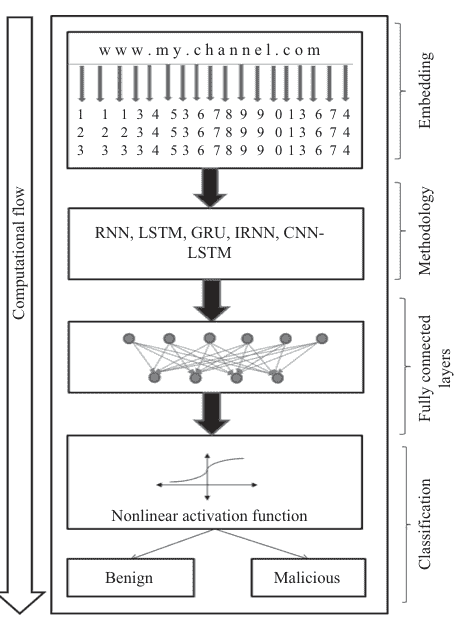 www.my.channel.com
1 1 1 3 4 5 3 6 7 8 9 9 0 1 3 6 7 4
2 2 2 3 4 5 3 6 7 8 9 9 0 1 3 6 7 4
3 3 3 3 4 5 3 6 7 8 9 9 0 1 3 6 7 4
Embedding
RNN, LSTM, GRU, IRNN, CNN-
LSTM
Methodology
Computational flow
Fully connected
layers
Nonlinear activation function
Classification
Benign
Malicious